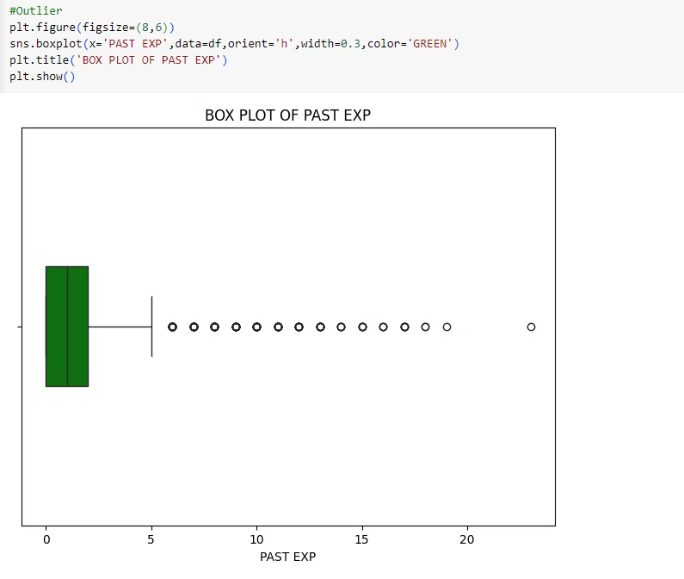 #Outlier
plt.figure(figsize=(8,6))
sns.boxplot(x='PAST EXP',data=df,orient='h',width=0.3,color='GREEN')
plt.title('BOX PLOT OF PAST EXP')
plt.show()
BOX PLOT OF PAST EXP
0 5 10 15 20
PAST EXP